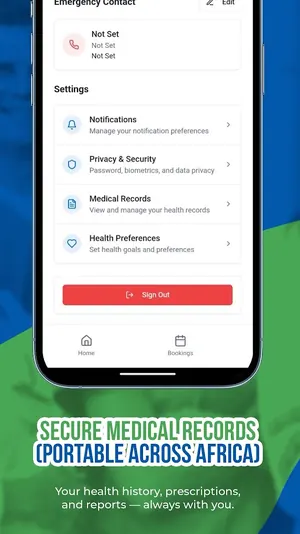 Emergency Contact
Edit
Not Set
Not Set
Not Set
Settings
Notifications
Manage your notification preferences
Privacy & Security
Password, biometrics, and data privacy
Medical Records
View and manage your health records
Health Preferences
Set health goals and preferences
Sign Out
Home
Bookings
SECURE MEDICAL RECORDS
(PORTABLE ACROSS AFRICA)
Your health history, prescriptions,
and reports — always with you.